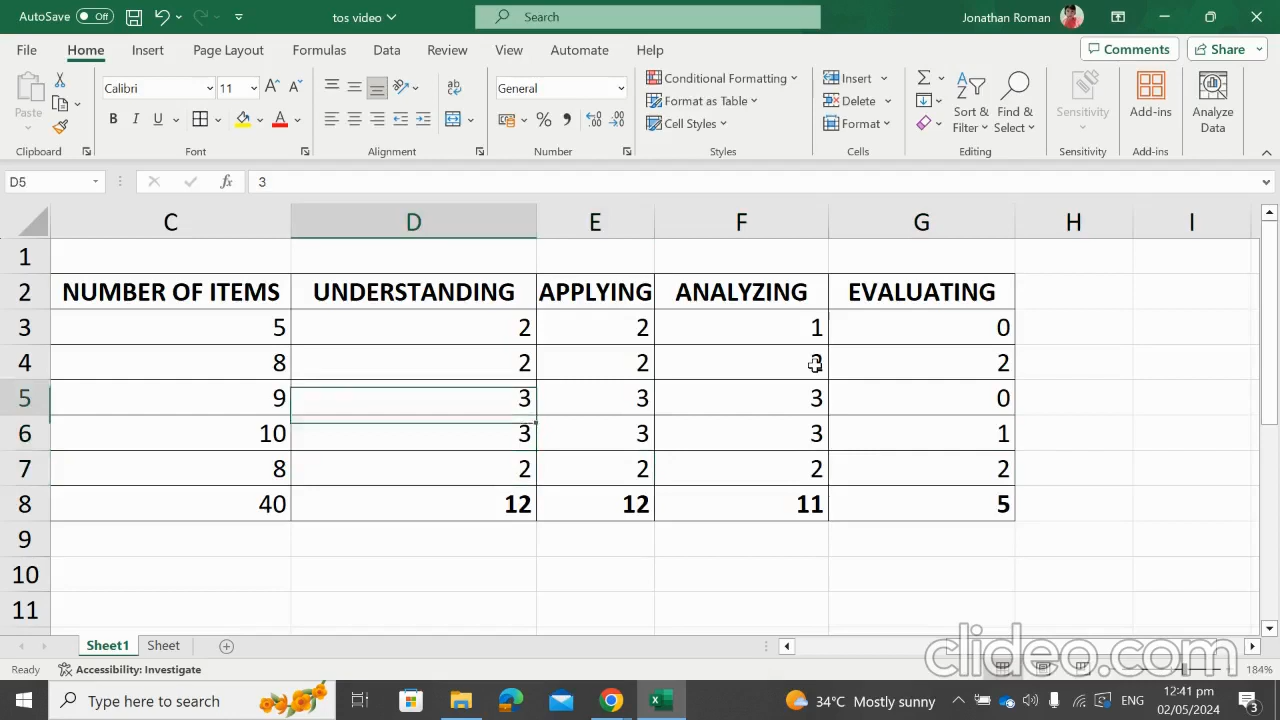 AutoSave Off tos video Search Jonathan Roman
File Home Insert Page Layout Formulas Data Review View Automate Help Comments Share
Calibri 11 General Conditional Formatting Insert
Paste Format as Table Delete Sort & Find & Sensitivity Add-ins Analyze
B I U A Cell Styles Format Filter Select Data
Clipboard Font Alignment Number Styles Cells Editing Sensitivity Add-ins
D5 fx 3
C D E F G H I
1
2 NUMBER OF ITEMS UNDERSTANDING APPLYING ANALYZING EVALUATING
3 5 2 2 1 0
4 8 2 2 2
5 9 3 3 3 0
6 10 3 3 3 1
7 8 2 2 2 2
8 40 12 12 11 5
9
10
11
Sheet1 Sheet
clideo.com
Ready Accessibility: Investigate 184%
Type here to search 34°C Mostly sunny ENG 12:41 pm
02/05/2024 3